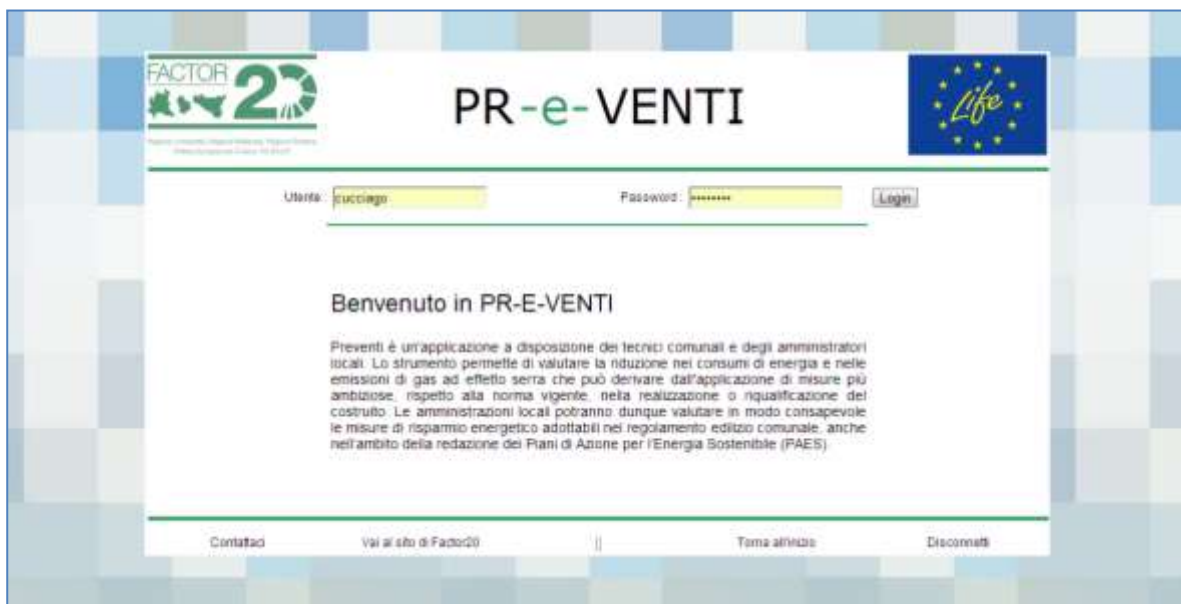 FACTOR 20
PR-e-VENTI
Life
Utente: cucciago Password: •••••••• Login
Benvenuto in PR-E-VENTI
Preventi è un'applicazione a disposizione dei tecnici comunali e degli amministratori
locali. Lo strumento permette di valutare la riduzione nei consumi di energia e nelle
emissioni di gas ad effetto serra che può derivare dall'applicazione di misure più
ambiziose, rispetto alla norma vigente, nella realizzazione o riqualificazione del
costruito. Le amministrazioni locali potranno dunque valutare in modo consapevole
le misure di risparmio energetico adottabili nel regolamento edilizio comunale, anche
nell'ambito della redazione dei Piani di Azione per l'Energia Sostenibile (PAES)
Contattaci Vai al sito di Factor20 || Torna all'inizio Disconnetti